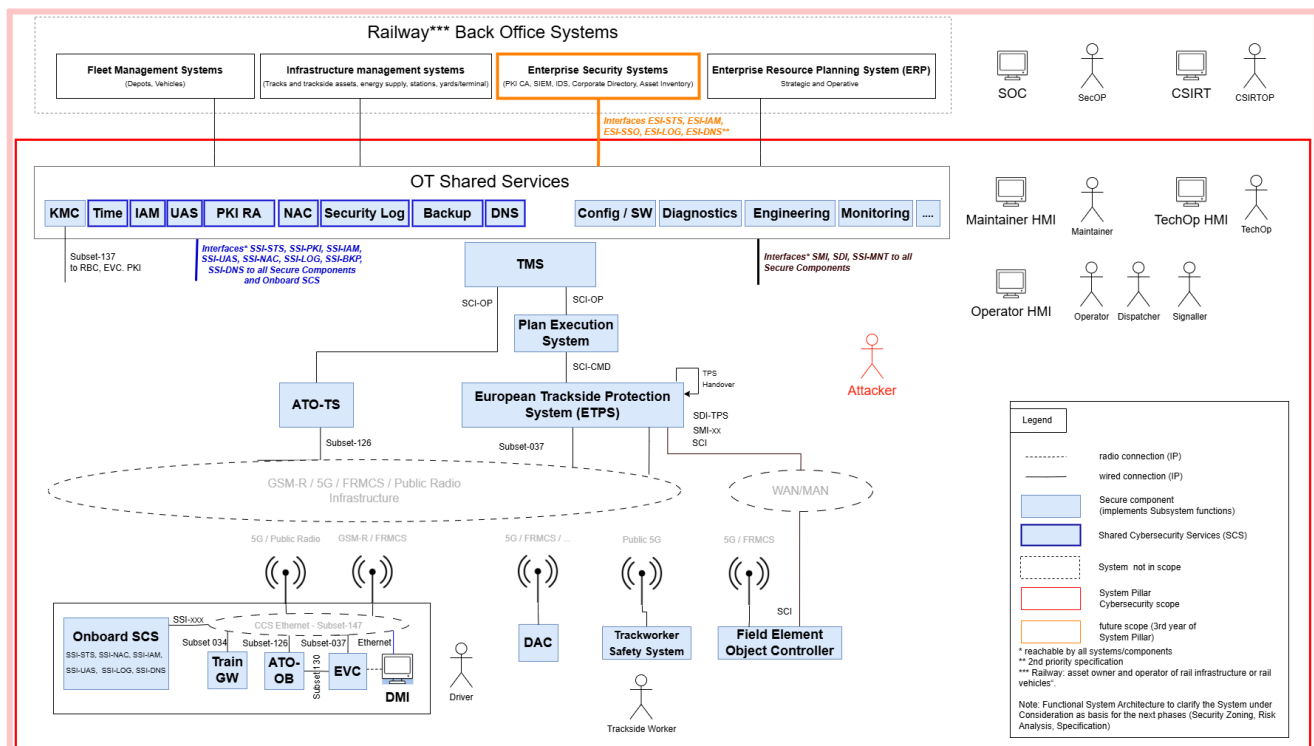 Railway*** Back Office Systems
Fleet Management Systems
(Depots, Vehicles)
Infrastructure management systems
(Tracks and trackside assets, energy supply, stations, yards/terminal)
Enterprise Security Systems
(PKI CA, SIEM, IDS, Corporate Directory, Asset Inventory)
Enterprise Resource Planning System (ERP)
Strategic and Operative
SOC
SecOP
CSIRT
CSIRTOP
Interfaces ESI-STS, ESI-IAM,
ESI-SSO, ESI-LOG, ESI-DNS**
OT Shared Services
KMC
Time
IAM
UAS
PKI RA
NAC
Security Log
Backup
DNS
Config / SW
Diagnostics
Engineering
Monitoring
....
Maintainer HMI
Maintainer
TechOp HMI
TechOp
Subset-137
to RBC, EVC. PKI
Interfaces* SSI-STS, SSI-PKI, SSI-IAM,
SSI-UAS, SSI-NAC, SSI-LOG, SSI-BKP,
SSI-DNS to all Secure Components
and Onboard SCS
TMS
Interfaces* SMI, SDI, SSI-MNT to all
Secure Components
SCI-OP
SCI-OP
Operator HMI
Operator
Dispatcher
Signaller
Plan Execution
System
SCI-CMD
Attacker
TPS
Handover
ATO-TS
European Trackside Protection
System (ETPS)
SDI-TPS
SMI-xx
SCI
Subset-126
Subset-037
GSM-R / 5G / FRMCS / Public Radio
Infrastructure
WAN/MAN
5G / Public Radio
GSM-R / FRMCS
5G / FRMCS / ...
Public 5G
5G / FRMCS
SCI
CCS Ethernet - Subset-147
Onboard SCS
SSI-STS, SSI-NAC, SSI-IAM,
SSI-UAS, SSI-LOG, SSI-DNS
SSI-xxx
Subset 034
Subset-126
Subset-037
Ethernet
Train
GW
ATO-
OB
Subset-130
EVC
DMI
Driver
DAC
Trackworker
Safety System
Trackside Worker
Field Element
Object Controller
Legend
radio connection (IP)
wired connection (IP)
Secure component
(implements Subsystem functions)
Shared Cybersecurity Services (SCS)
System not in scope
System Pillar
Cybersecurity scope
future scope (3rd year of
System Pillar)
* reachable by all systems/components
** 2nd priority specification
*** Railway: asset owner and operator of rail infrastructure or rail
vehicles“.
Note: Functional System Architecture to clarify the System under
Consideration as basis for the next phases (Security Zoning, Risk
Analysis, Specification)